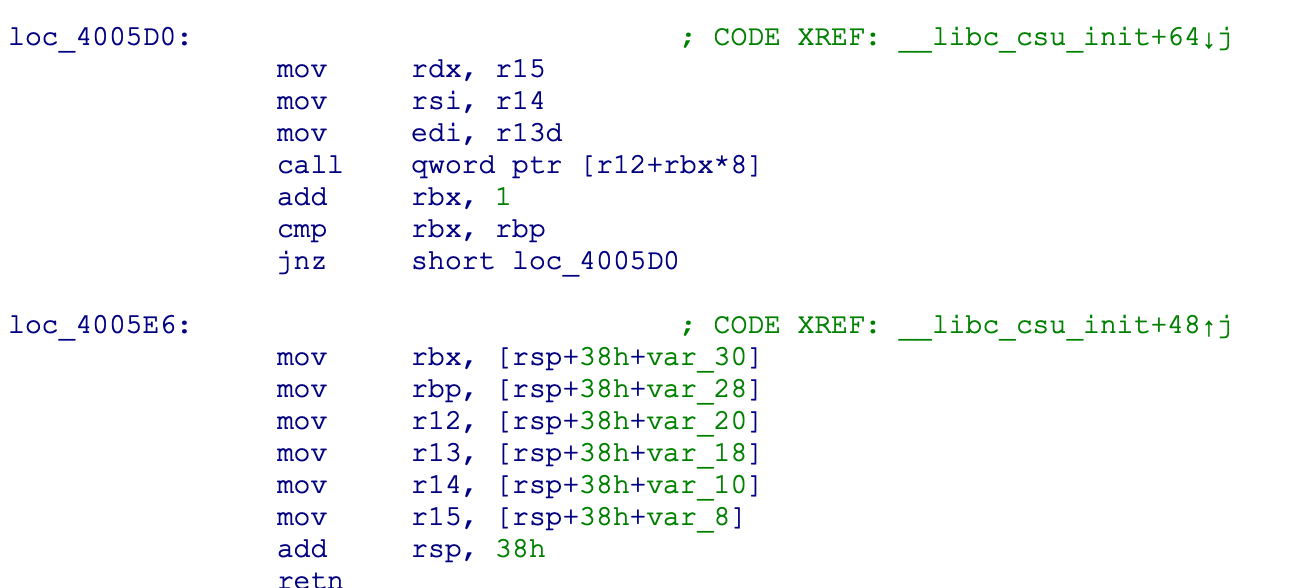 loc_4005D0: ; CODE XREF: __libc_csu_init+64↓j
mov rdx, r15
mov rsi, r14
mov edi, r13d
call qword ptr [r12+rbx*8]
add rbx, 1
cmp rbx, rbp
jnz short loc_4005D0
loc_4005E6: ; CODE XREF: __libc_csu_init+48↑j
mov rbx, [rsp+38h+var_30]
mov rbp, [rsp+38h+var_28]
mov r12, [rsp+38h+var_20]
mov r13, [rsp+38h+var_18]
mov r14, [rsp+38h+var_10]
mov r15, [rsp+38h+var_8]
add rsp, 38h
retn